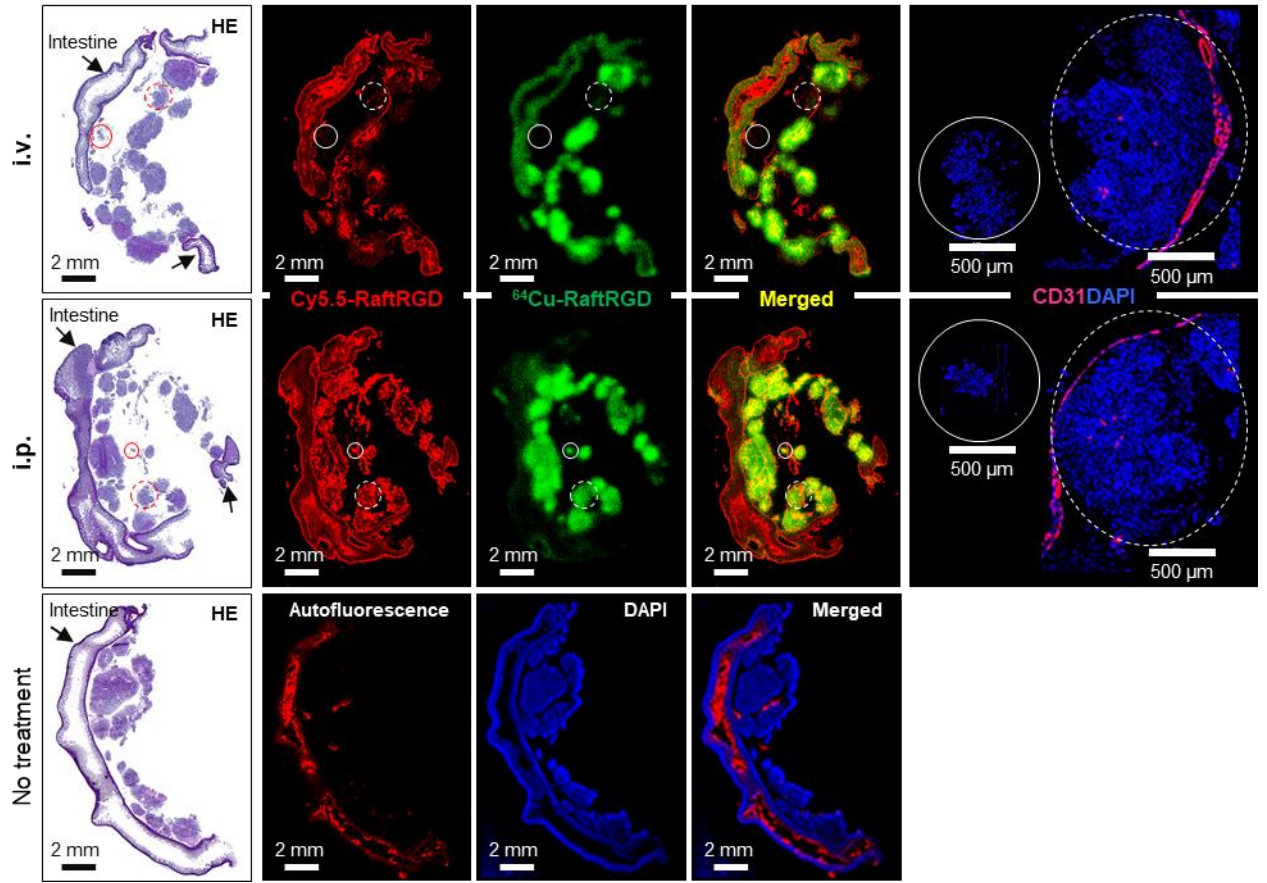 i.v.
HE
Intestine
2 mm
2 mm
2 mm
2 mm
500 µm
500 µm
Cy5.5-RaftRGD
⁶⁴Cu-RaftRGD
Merged
CD31DAPI
i.p.
Intestine
HE
2 mm
2 mm
2 mm
2 mm
500 µm
500 µm
No treatment
Intestine
HE
Autofluorescence
DAPI
Merged
2 mm
2 mm
2 mm
2 mm